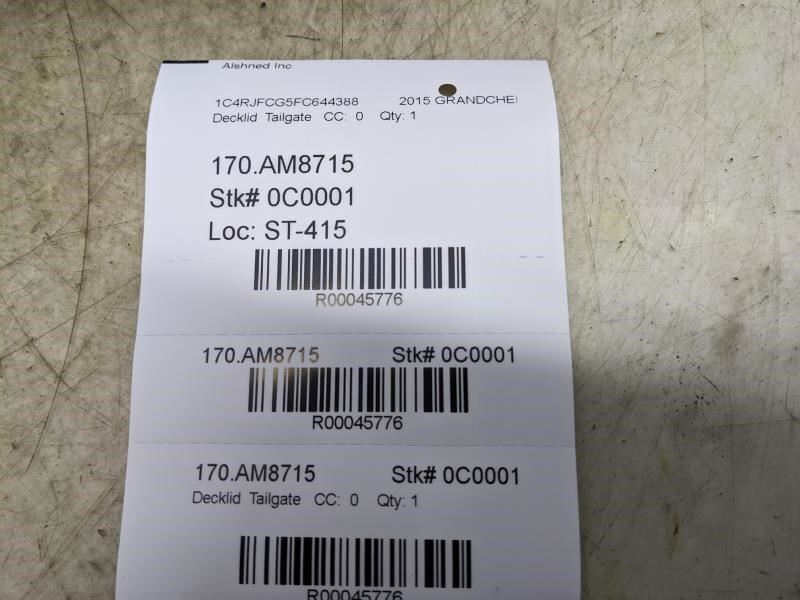 Alshned Inc
1C4RJFCG5FC644388 2015 GRANDCHE
Decklid Tailgate CC: 0 Qty: 1
170.AM8715
Stk# 0C0001
Loc: ST-415
R00045776
170.AM8715 Stk# 0C0001
R00045776
170.AM8715 Stk# 0C0001
Decklid Tailgate CC: 0 Qty: 1
R00045776